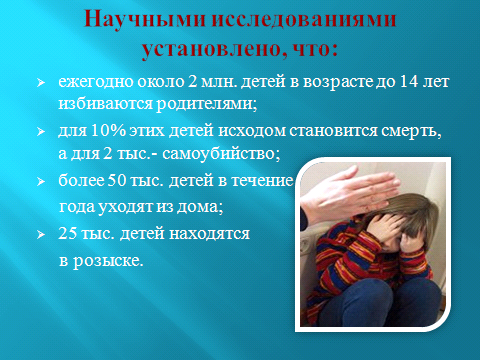 Научными исследованиями
установлено, что:
ежегодно около 2 млн. детей в возрасте до 14 лет
избиваются родителями;
для 10% этих детей исходом становится смерть,
а для 2 тыс.- самоубийство;
более 50 тыс. детей в течение
года уходят из дома;
25 тыс. детей находятся
в розыске.